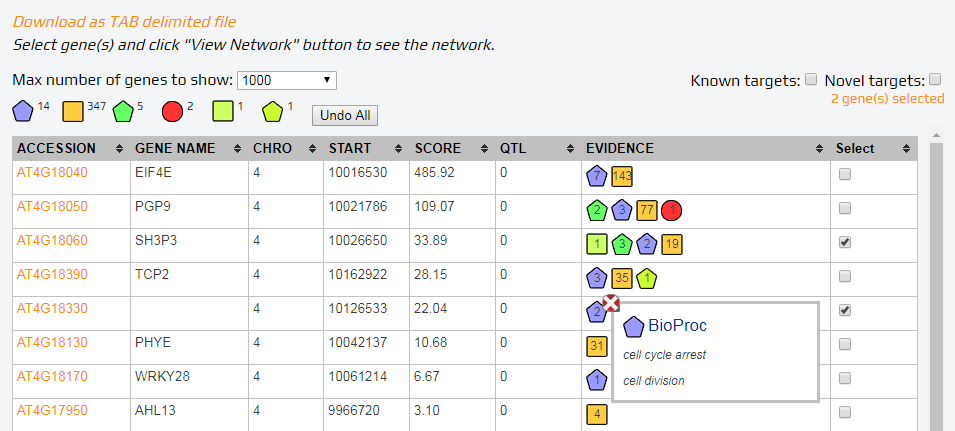 Download as TAB delimited file
Select gene(s) and click "View Network" button to see the network.
Max number of genes to show: 1000 Known targets: Novel targets:
2 gene(s) selected
14 347 5 2 1 1 Undo All
ACCESSION GENE NAME CHRO START SCORE QTL EVIDENCE Select
AT4G18040 EIF4E 4 10016530 485.92 0 7 143
AT4G18050 PGP9 4 10021786 109.07 0 2 3 77 1
AT4G18060 SH3P3 4 10026650 33.89 0 1 3 2 19
AT4G18390 TCP2 4 10162922 28.15 0 3 35 1
AT4G18330 4 10126533 22.04 0 2
BioProc
cell cycle arrest
cell division
AT4G18130 PHYE 4 10042137 10.68 0 31
AT4G18170 WRKY28 4 10061214 6.67 0 1
AT4G17950 AHL13 4 9966720 3.10 0 4